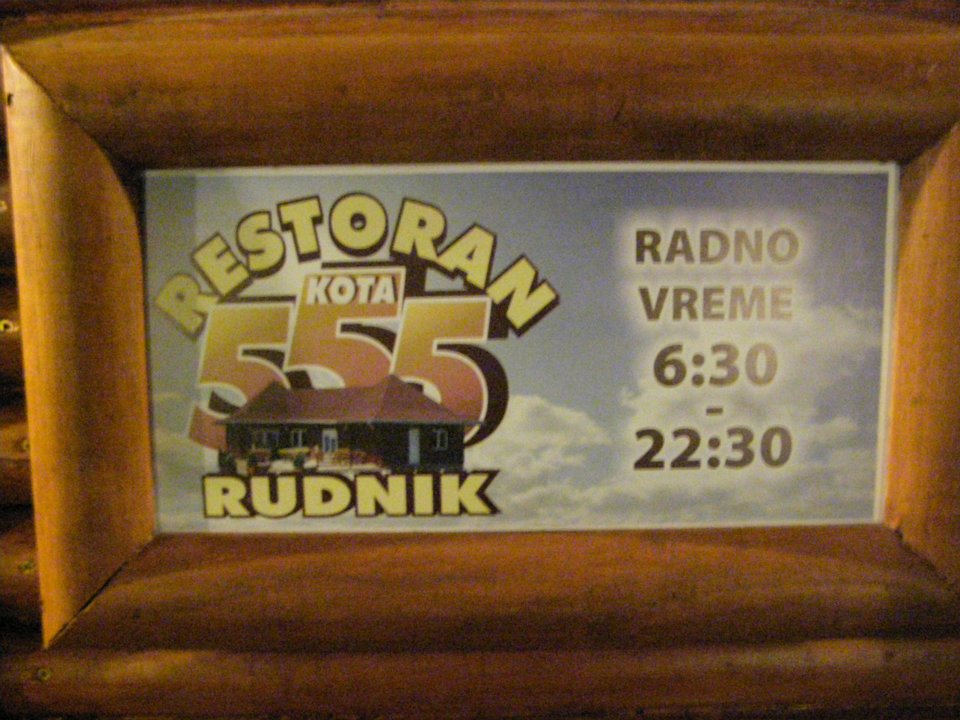 RESTORAN
KOTA
555
RUDNIK
RADNO
VREME
6:30
-
22:30